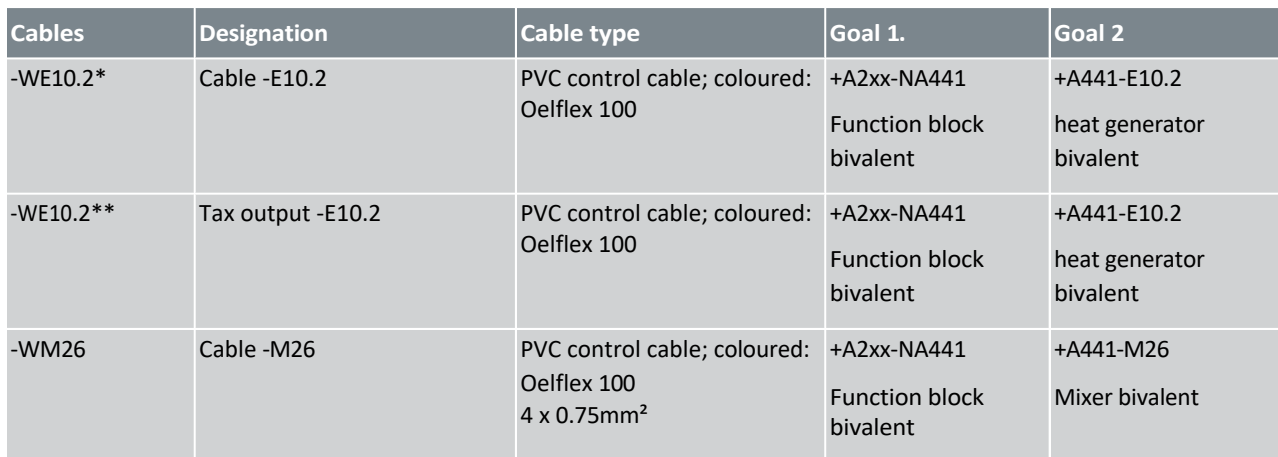 Cables Designation Cable type Goal 1. Goal 2
-WE10.2* Cable -E10.2 PVC control cable; coloured: +A2xx-NA441 +A441-E10.2
Oelflex 100
Function block heat generator
bivalent bivalent
-WE10.2** Tax output -E10.2 PVC control cable; coloured: +A2xx-NA441 +A441-E10.2
Oelflex 100
Function block heat generator
bivalent bivalent
-WM26 Cable -M26 PVC control cable; coloured: +A2xx-NA441 +A441-M26
Oelflex 100
Function block Mixer bivalent
4 x 0.75mm²
bivalent